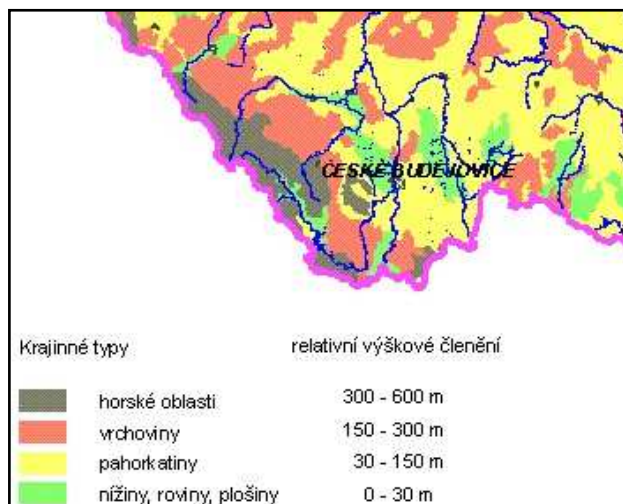 ČESKÉ BUDĚJOVICE
Krajinné typy relativní výškové členění
horské oblasti 300 - 600 m
vrchoviny 150 - 300 m
pahorkatiny 30 - 150 m
nížiny, roviny, plošiny 0 - 30 m